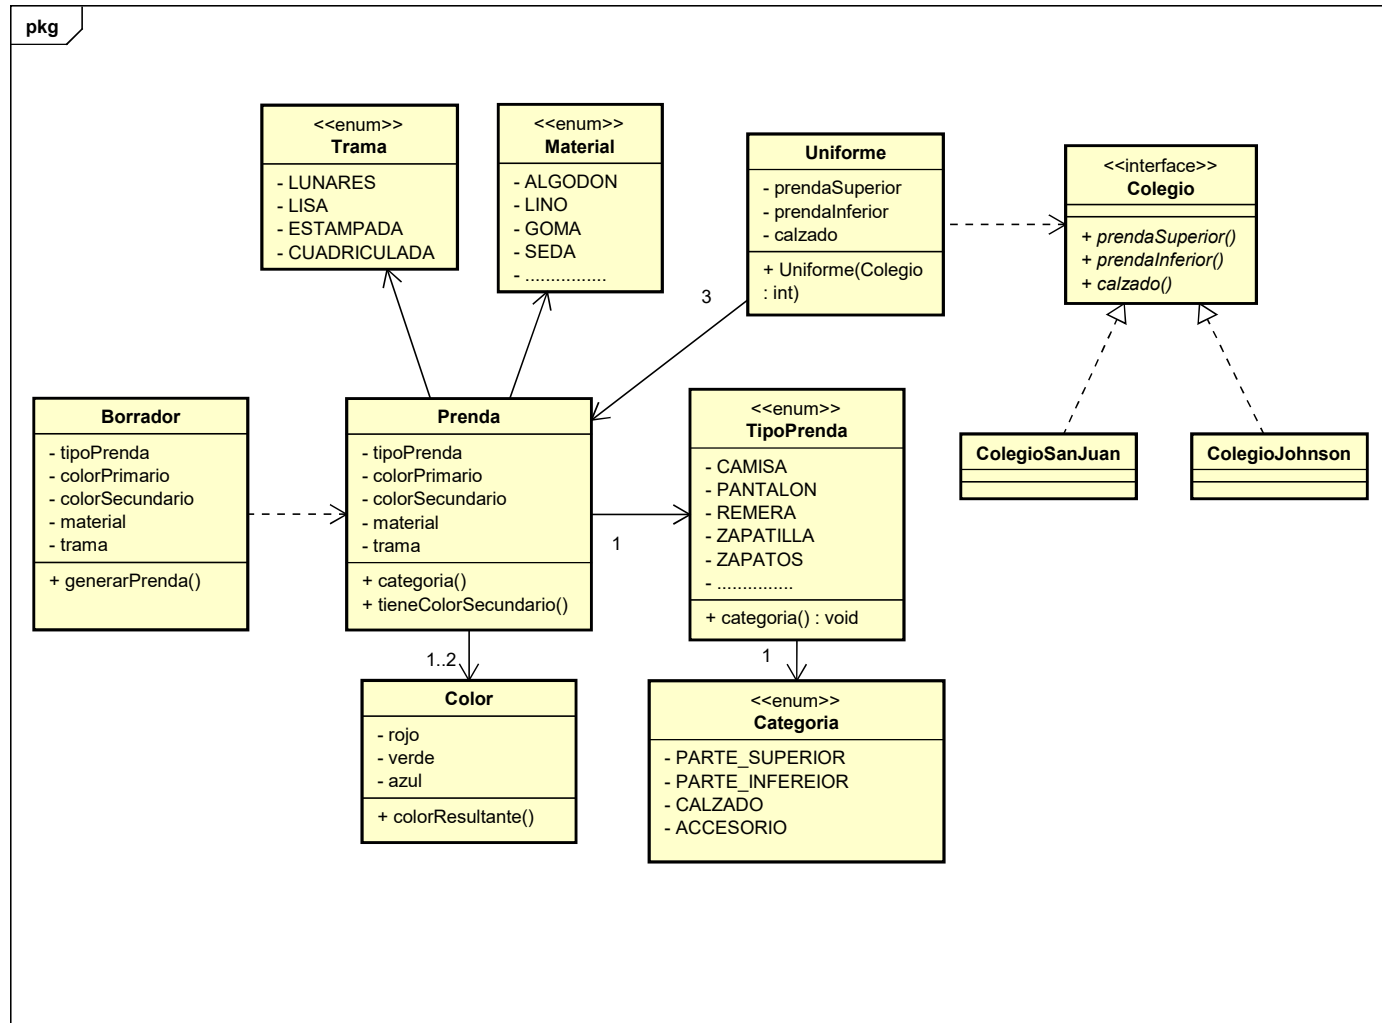 pkg
<<enum>>
Trama
- LUNARES
- LISA
- ESTAMPADA
- CUADRICULADA
<<enum>>
Material
- ALGODON
- LINO
- GOMA
- SEDA
- ................
Uniforme
- prendaSuperior
- prendaInferior
- calzado
+ Uniforme(Colegio
: int)
<<interface>>
Colegio
+ prendaSuperior()
+ prendaInferior()
+ calzado()
3
Borrador
- tipoPrenda
- colorPrimario
- colorSecundario
- material
- trama
+ generarPrenda()
Prenda
- tipoPrenda
- colorPrimario
- colorSecundario
- material
- trama
+ categoria()
+ tieneColorSecundario()
1
<<enum>>
TipoPrenda
- CAMISA
- PANTALON
- REMERA
- ZAPATILLA
- ZAPATOS
- ...............
+ categoria() : void
ColegioSanJuan
ColegioJohnson
1..2
1
Color
- rojo
- verde
- azul
+ colorResultante()
<<enum>>
Categoria
- PARTE_SUPERIOR
- PARTE_INFEREIOR
- CALZADO
- ACCESORIO